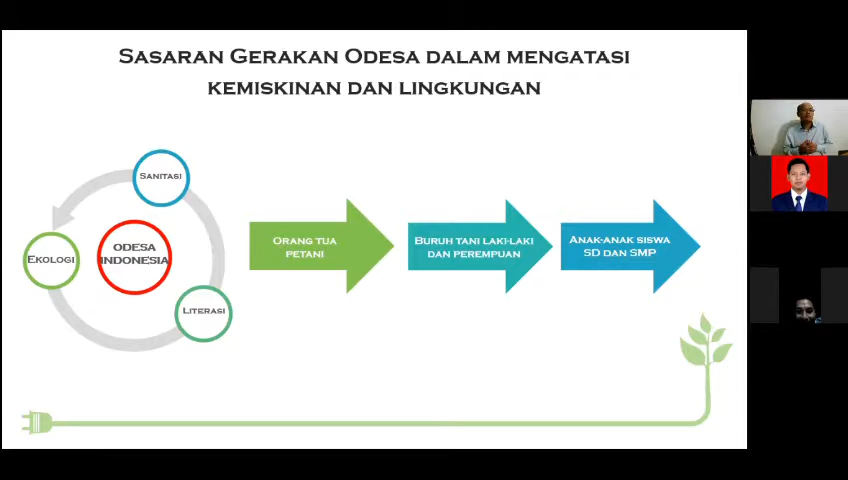 Sasaran Gerakan Odesa dalam mengatasi
kemiskinan dan lingkungan
Sanitasi
Ekologi
Odesa
Indonesia
Literasi
Orang tua
petani
Buruh tani laki-laki
dan perempuan
Anak-anak siswa
SD dan SMP